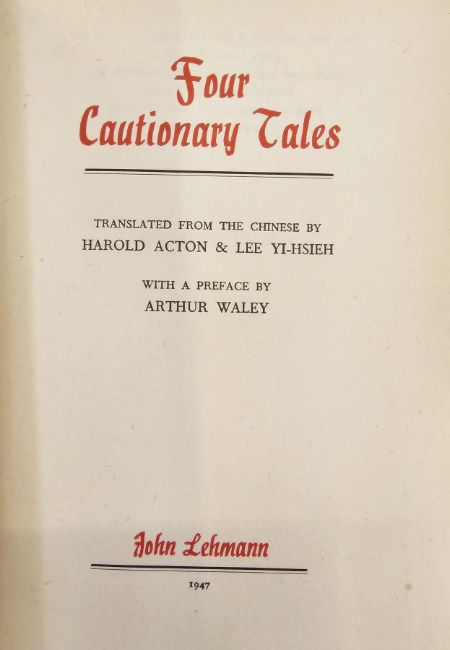 Four
Cautionary Tales
TRANSLATED FROM THE CHINESE BY
HAROLD ACTON & LEE YI-HSIEH
WITH A PREFACE BY
ARTHUR WALEY
John Lehmann
1947